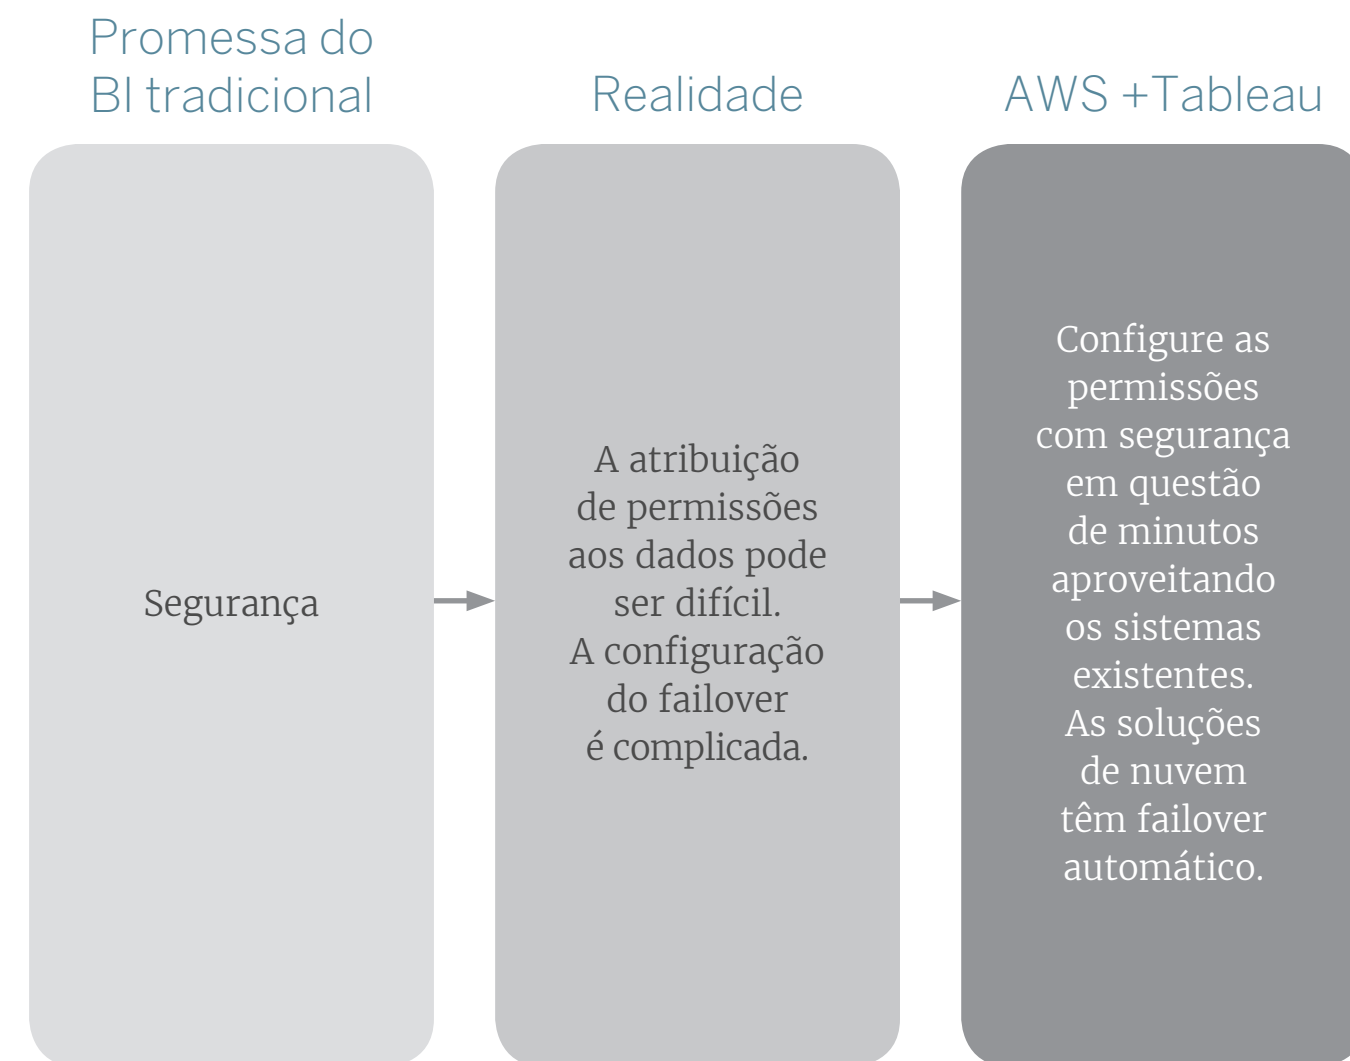 Promessa do
BI tradicional
Realidade
AWS +Tableau
Segurança
A atribuição
de permissões
aos dados pode
ser difícil.
A configuração
do failover
é complicada.
Configure as
permissões
com segurança
em questão
de minutos
aproveitando
os sistemas
existentes.
As soluções
de nuvem
têm failover
automático.